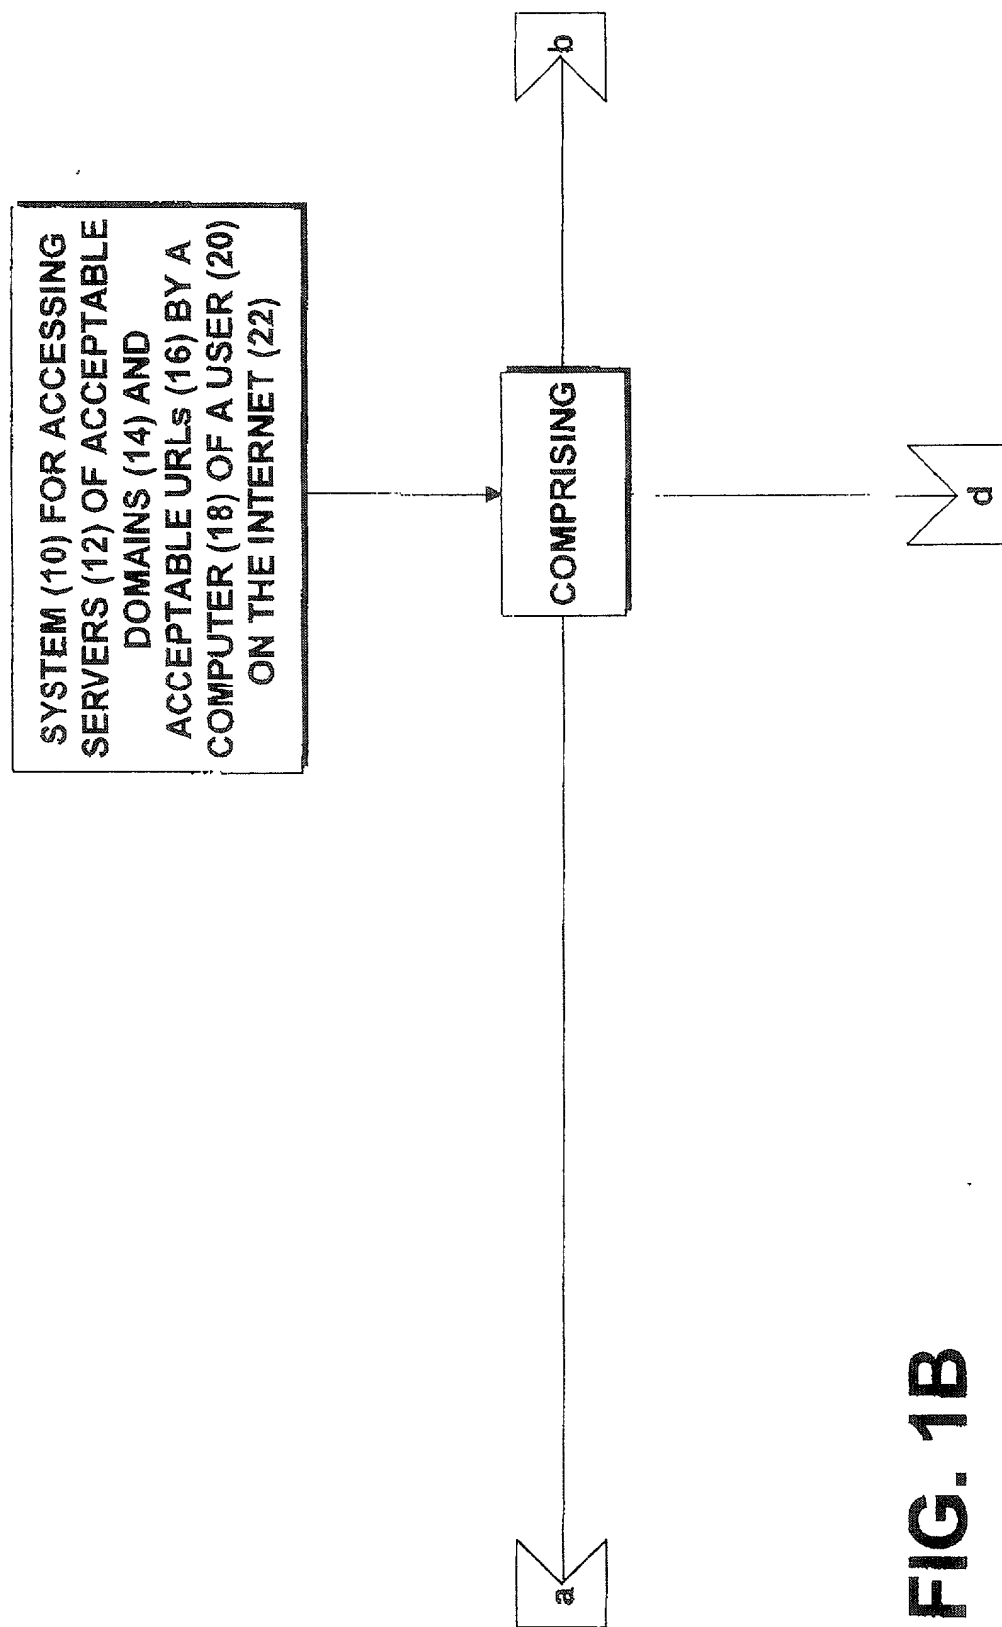 SYSTEM (10) FOR ACCESSING
SERVERS (12) OF ACCEPTABLE
DOMAINS (14) AND
ACCEPTABLE URLs (16) BY A
COMPUTER (18) OF A USER (20)
ON THE INTERNET (22)
COMPRISING
a
b
d
FIG. 1B